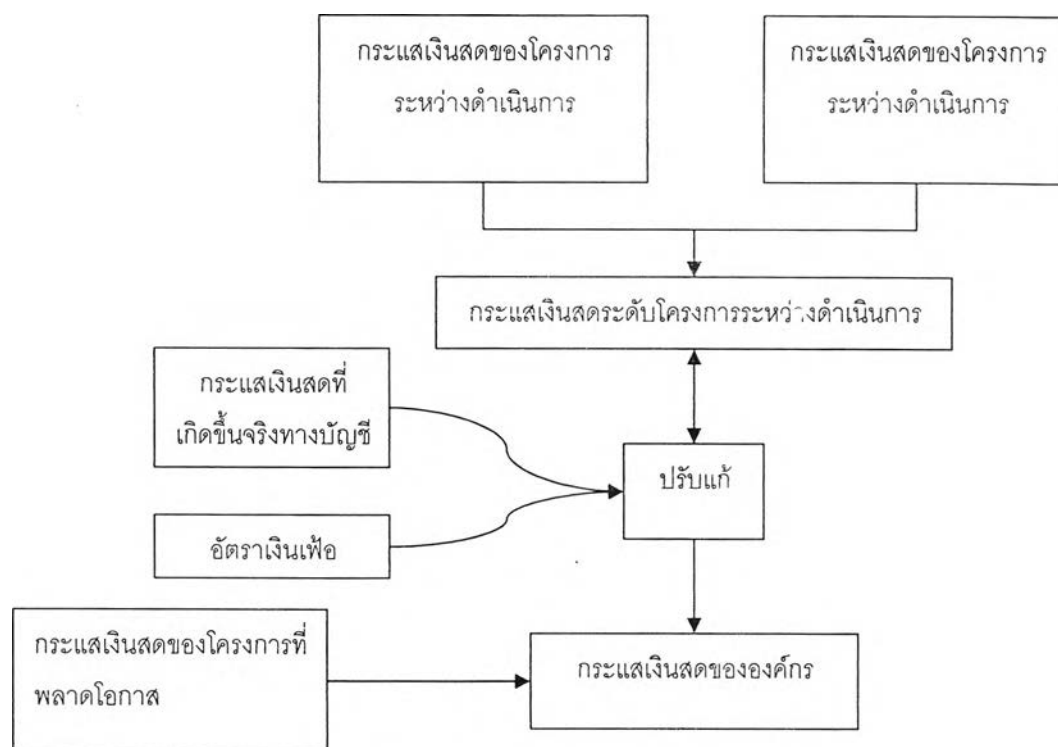 กระแสเงินสดของโครงการ
ระหว่างดำเนินการ
กระแสเงินสดของโครงการ
ระหว่างดำเนินการ
กระแสเงินสดระดับโครงการระหว่างดำเนินการ
กระแสเงินสดที่
เกิดขึ้นจริงทางบัญชี
ปรับแก้
อัตราเงินเฟ้อ
กระแสเงินสดของโครงการที่
พลาดโอกาส
กระแสเงินสดขององค์กร